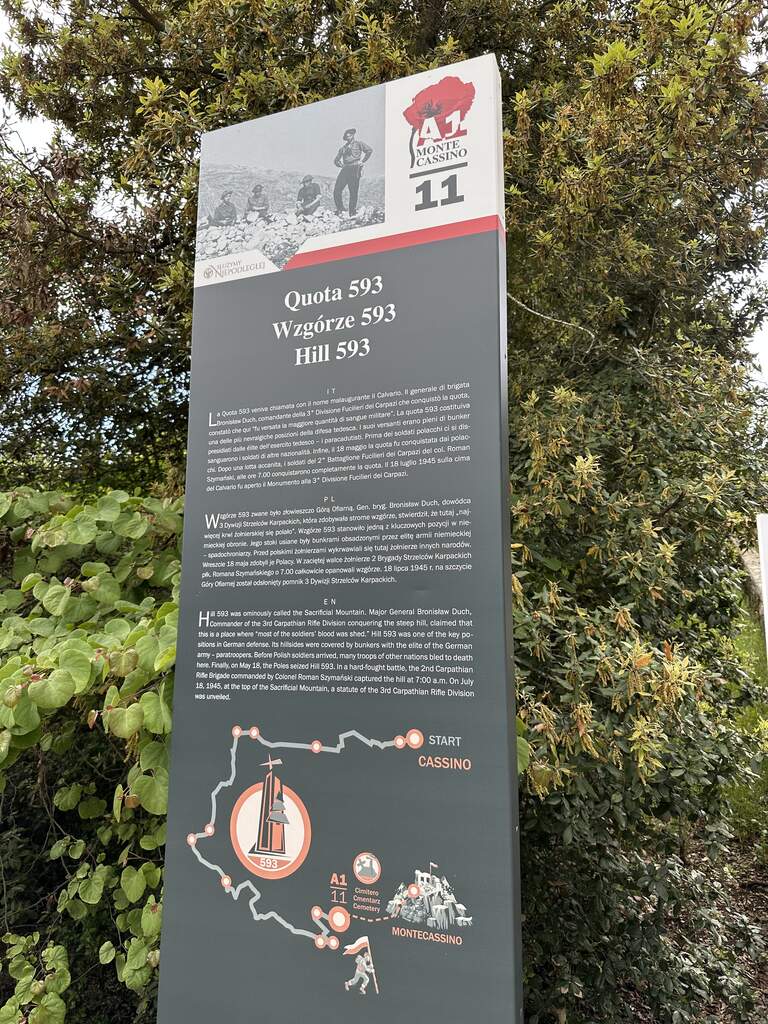 A1
MONTE
CASSINO
11
SŁUŻYMY
NIEPODLEGŁEJ
Quota 593
Wzgórze 593
Hill 593
IT
La Quota 593 veniva chiamata con il nome malaugurante il Calvario. Il generale di brigata
Bronisław Duch, comandante della 3ª Divisione Fucilieri dei Carpazi che conquistò la quota,
constatò che qui "fu versata la maggiore quantità di sangue militare". La quota 593 costituiva
una delle più nevralgiche posizioni della difesa tedesca. I suoi versanti erano pieni di bunker
presidiati dalle élite dell'esercito tedesco – i paracadutisti. Prima dei soldati polacchi ci si dis-
sanguarono i soldati di altre nazionalità. Infine, il 18 maggio la quota fu conquistata dai polac-
chi. Dopo una lotta accanita, i soldati del 2° Battaglione Fucilieri dei Carpazi del col. Roman
Szymański, alle ore 7.00 conquistarono completamente la quota. Il 18 luglio 1945 sulla cima
del Calvario fu aperto il Monumento alla 3ª Divisione Fucilieri dei Carpazi.
PL
Wzgórze 593 zwane było złowieszczo Górą Ofiarną. Gen. bryg. Bronisław Duch, dowódca
3 Dywizji Strzelców Karpackich, która zdobywała strome wzgórze, stwierdził, że tutaj „naj-
więcej krwi żołnierskiej się polało". Wzgórze 593 stanowiło jedną z kluczowych pozycji w nie-
mieckiej obronie. Jego stoki usiane były bunkrami obsadzonymi przez elitę armii niemieckiej
– spadochroniarzy. Przed polskimi żołnierzami wykrwawiali się tutaj żołnierze innych narodów.
Wreszcie 18 maja zdobyli je Polacy. W zaciętej walce żołnierze 2 Brygady Strzelców Karpackich
płk. Romana Szymańskiego o 7.00 całkowicie opanowali wzgórze. 18 lipca 1945 r. na szczycie
Góry Ofiarnej został odsłonięty pomnik 3 Dywizji Strzelców Karpackich.
EN
Hill 593 was ominously called the Sacrificial Mountain. Major General Bronisław Duch,
Commander of the 3rd Carpathian Rifle Division conquering the steep hill, claimed that
this is a place where "most of the soldiers' blood was shed." Hill 593 was one of the key po-
sitions in German defense. Its hillsides were covered by bunkers with the elite of the German
army – paratroopers. Before Polish soldiers arrived, many troops of other nations bled to death
here. Finally, on May 18, the Poles seized Hill 593. In a hard-fought battle, the 2nd Carpathian
Rifle Brigade commanded by Colonel Roman Szymański captured the hill at 7:00 a.m. On July
18, 1945, at the top of the Sacrificial Mountain, a statute of the 3rd Carpathian Rifle Division
was unveiled.
START
CASSINO
593
A1
11
Cimitero
Cmentarz
Cemetery
MONTECASSINO